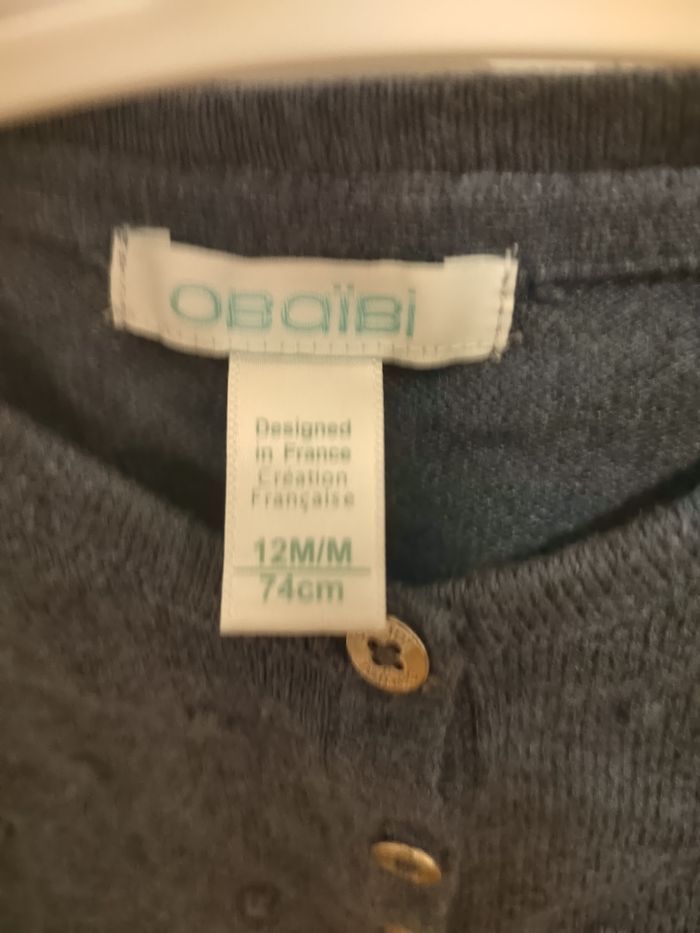 OBaïBi
Designed
in France
Création
Française
12M/M
74cm